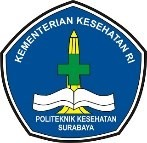 KEMENTERIAN KESEHATAN RI
POLITEKNIK KESEHATAN
SURABAYA